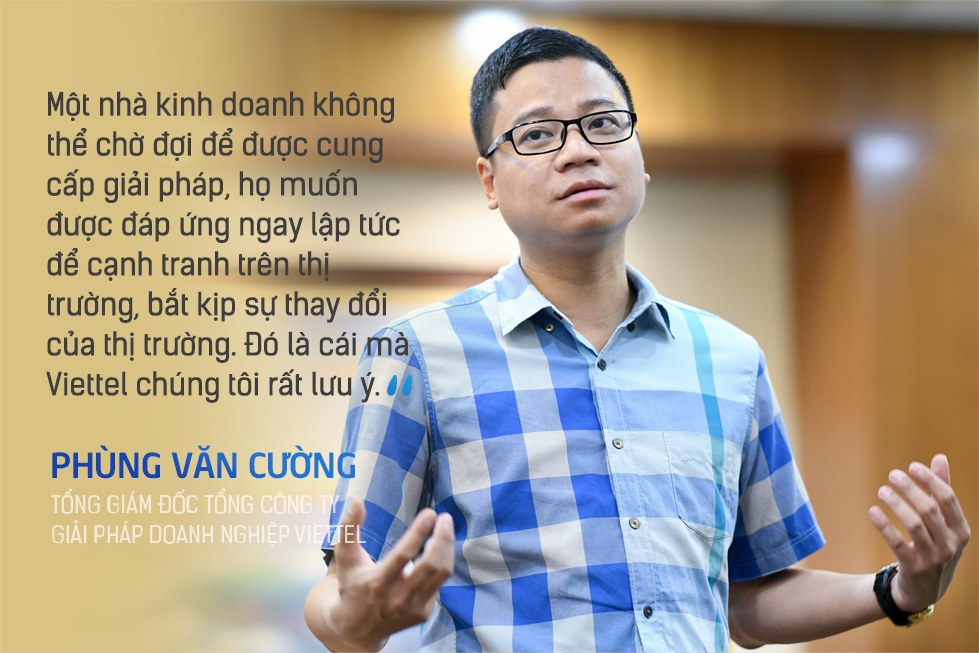 Một nhà kinh doanh không
thể chờ đợi để được cung
cấp giải pháp, họ muốn
được đáp ứng ngay lập tức
để cạnh tranh trên thị
trường, bắt kịp sự thay đổi
của thị trường. Đó là cái mà
Viettel chúng tôi rất lưu ý.
PHÙNG VĂN CƯỜNG
TỔNG GIÁM ĐỐC TỔNG CÔNG TY
GIẢI PHÁP DOANH NGHIỆP VIETTEL